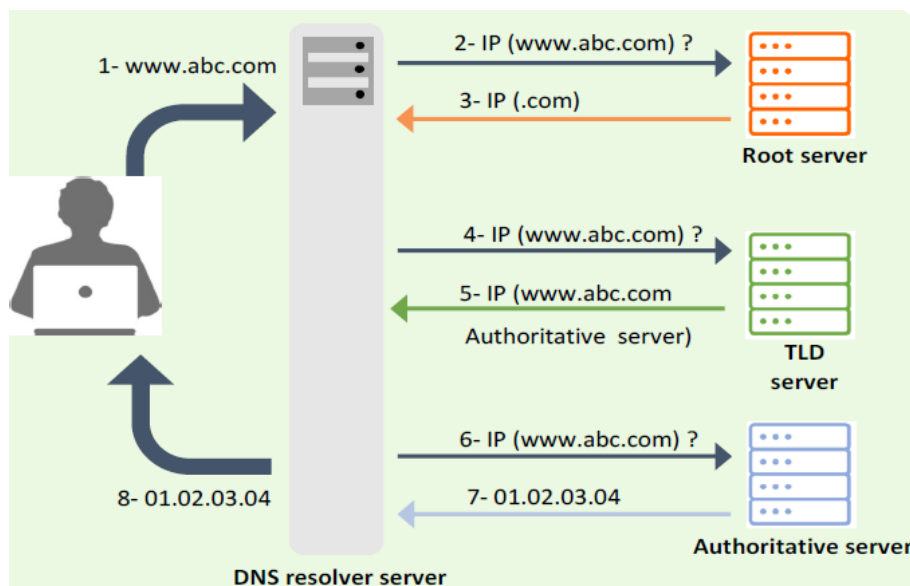 1- www.abc.com
2- IP (www.abc.com) ?
3- IP (.com)
Root server
4- IP (www.abc.com) ?
5- IP (www.abc.com
Authoritative server)
TLD
server
6- IP (www.abc.com) ?
7- 01.02.03.04
Authoritative server
8- 01.02.03.04
DNS resolver server